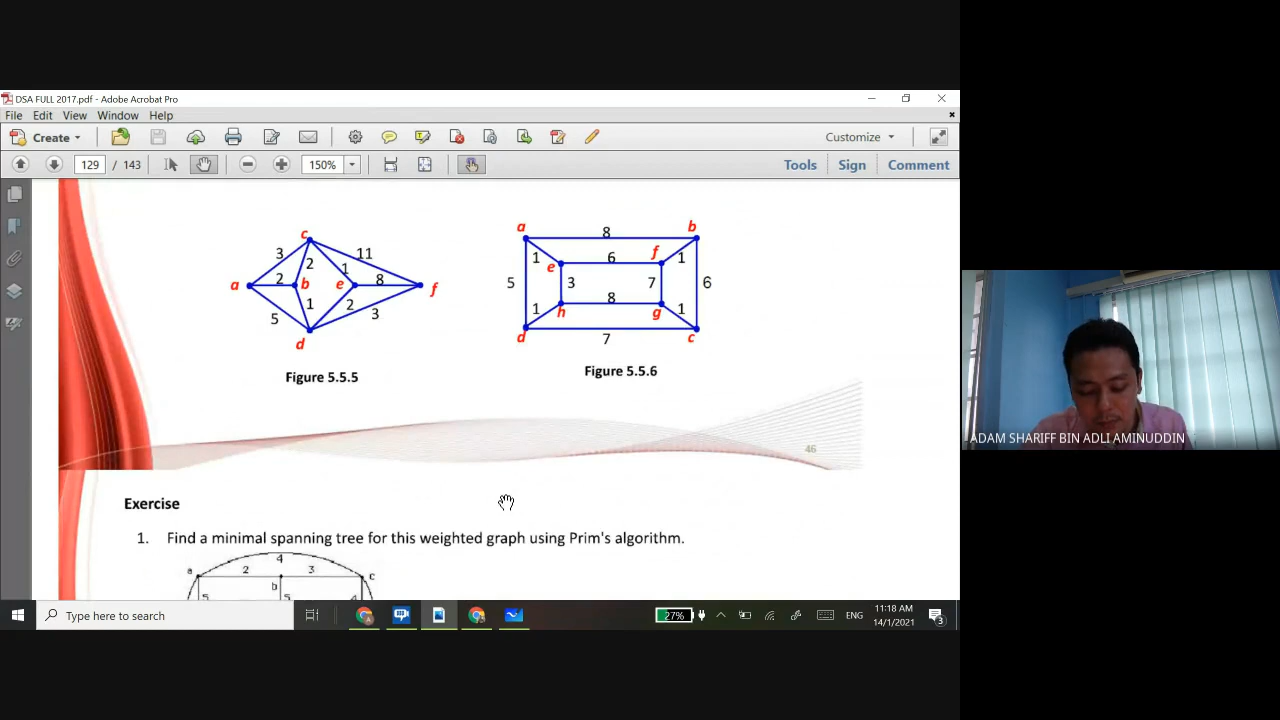 DSA FULL 2017.pdf - Adobe Acrobat Pro
File Edit View Window Help
Create Customize
129 / 143 150% Tools Sign Comment
c
3 11
2
a 2 b 1 e 8 f
5 1 2 3
d
Figure 5.5.5
a 8 b
1 6 f 1
e
5 3 7 6
1 8 1
h g
d 7 c
Figure 5.5.6
46
Exercise
1. Find a minimal spanning tree for this weighted graph using Prim's algorithm.
4
a 2 3 c
b
5 5 4
Type here to search
27% ENG 11:18 AM
14/1/2021
3
ADAM SHARIFF BIN ADLI AMINUDDIN